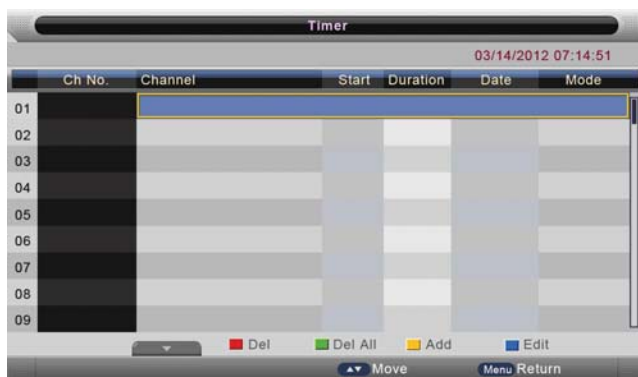 Timer
03/14/2012 07:14:51
Ch No. Channel Start Duration Date Mode
01
02
03
04
05
06
07
08
09
Del Del All Add Edit
Move Menu Return